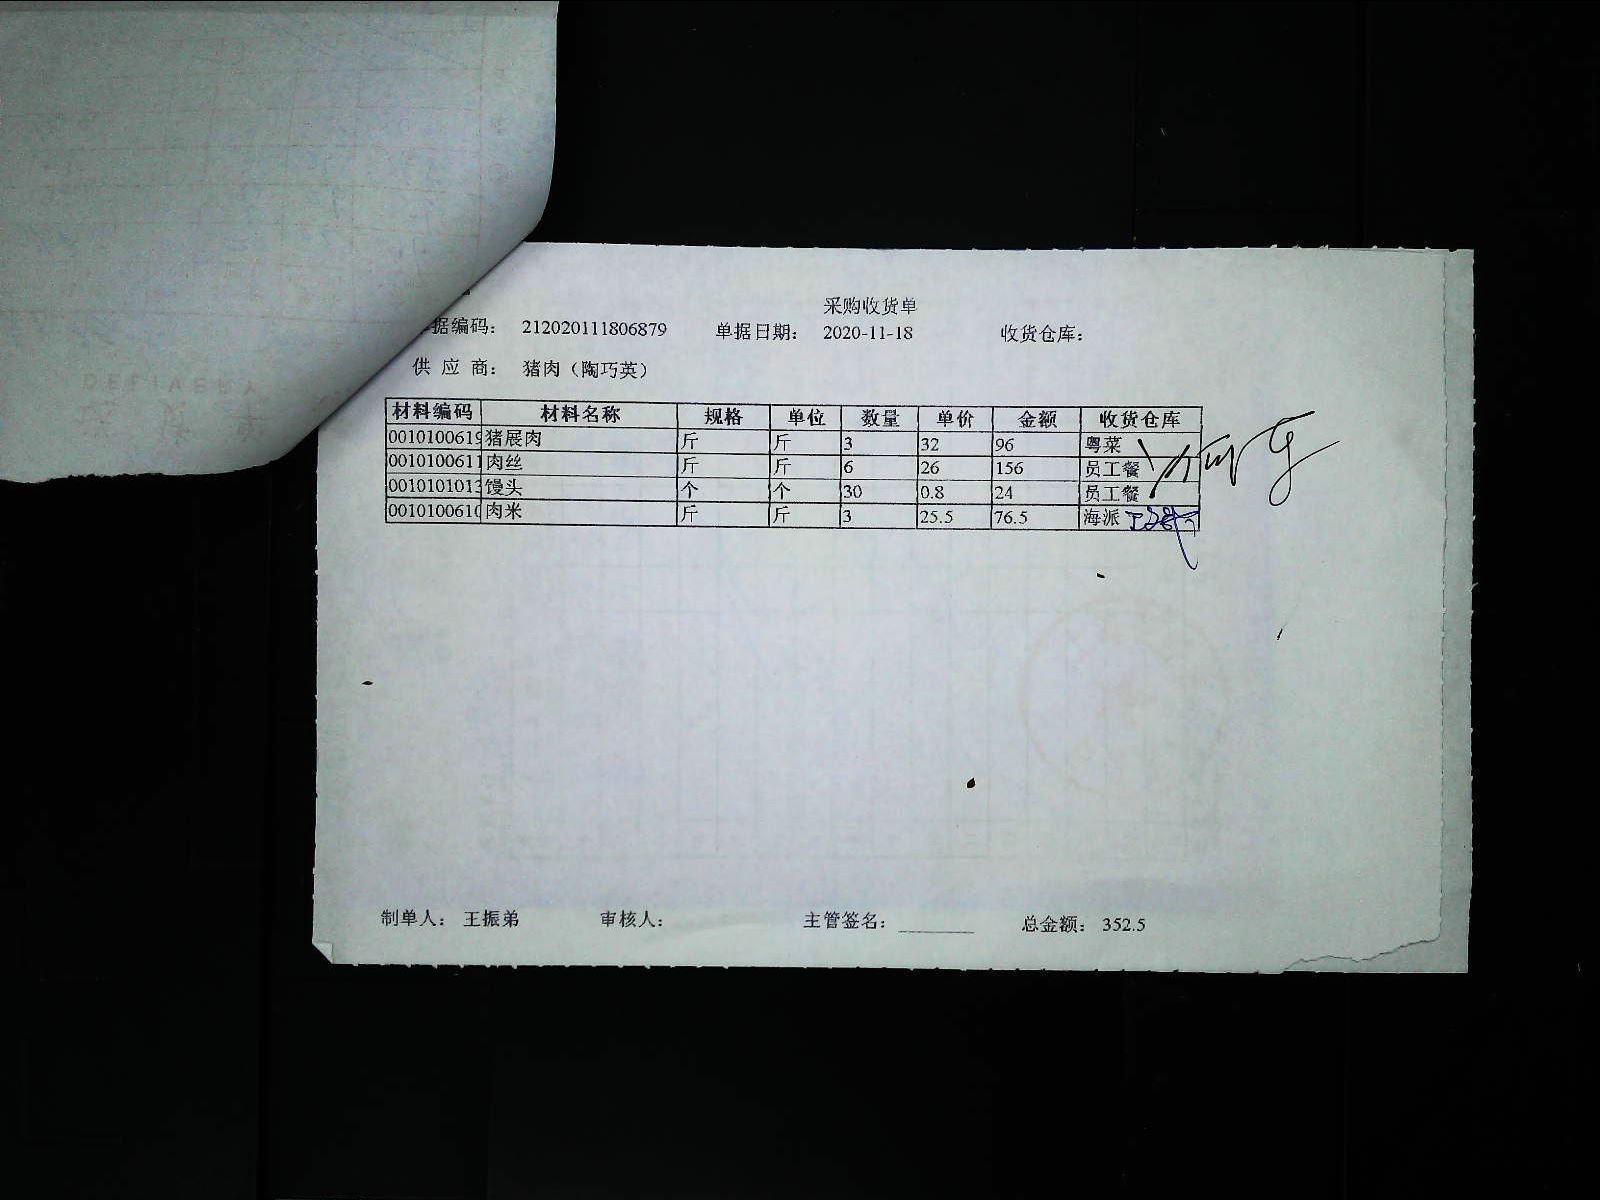 采购收货单
据编码： 212020111806879 单据日期： 2020-11-18 收货仓库：
供 应 商： 猪肉（陶巧英）
材料编码 材料名称 规格 单位 数量 单价 金额 收货仓库
0010100619 猪展肉 斤 斤 3 32 96 粤菜
0010100611 肉丝 斤 斤 6 26 156 员工餐
0010101013 馒头 个 个 30 0.8 24 员工餐
0010100610 肉米 斤 斤 3 25.5 76.5 海派
制单人： 王振弟 审核人： 主管签名： 总金额： 352.5